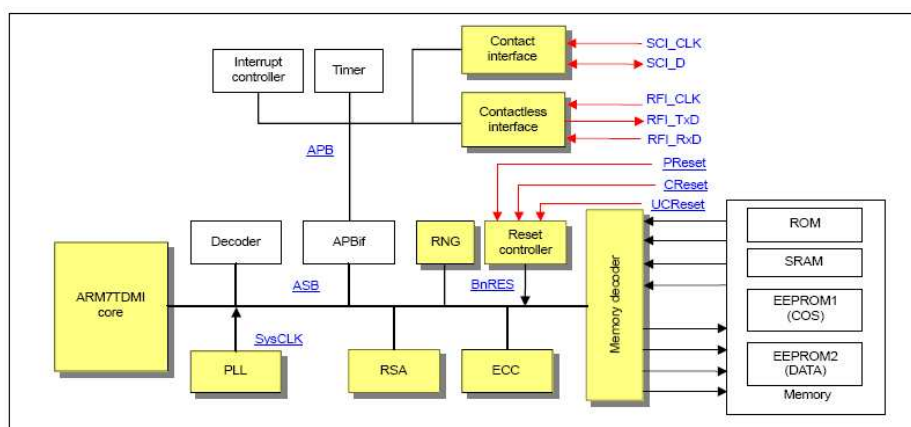 Contact
interface
SCI_CLK
SCI_D
Interrupt
controller
Timer
Contactless
interface
RFI_CLK
RFI_TxD
RFI_RxD
APB
PReset
CReset
UCReset
Decoder
APBif
RNG
Reset
controller
ROM
SRAM
EEPROM1
(COS)
EEPROM2
(DATA)
Memory
Memory decoder
ARM7TDMI
core
ASB
BnRES
SysCLK
PLL
RSA
ECC